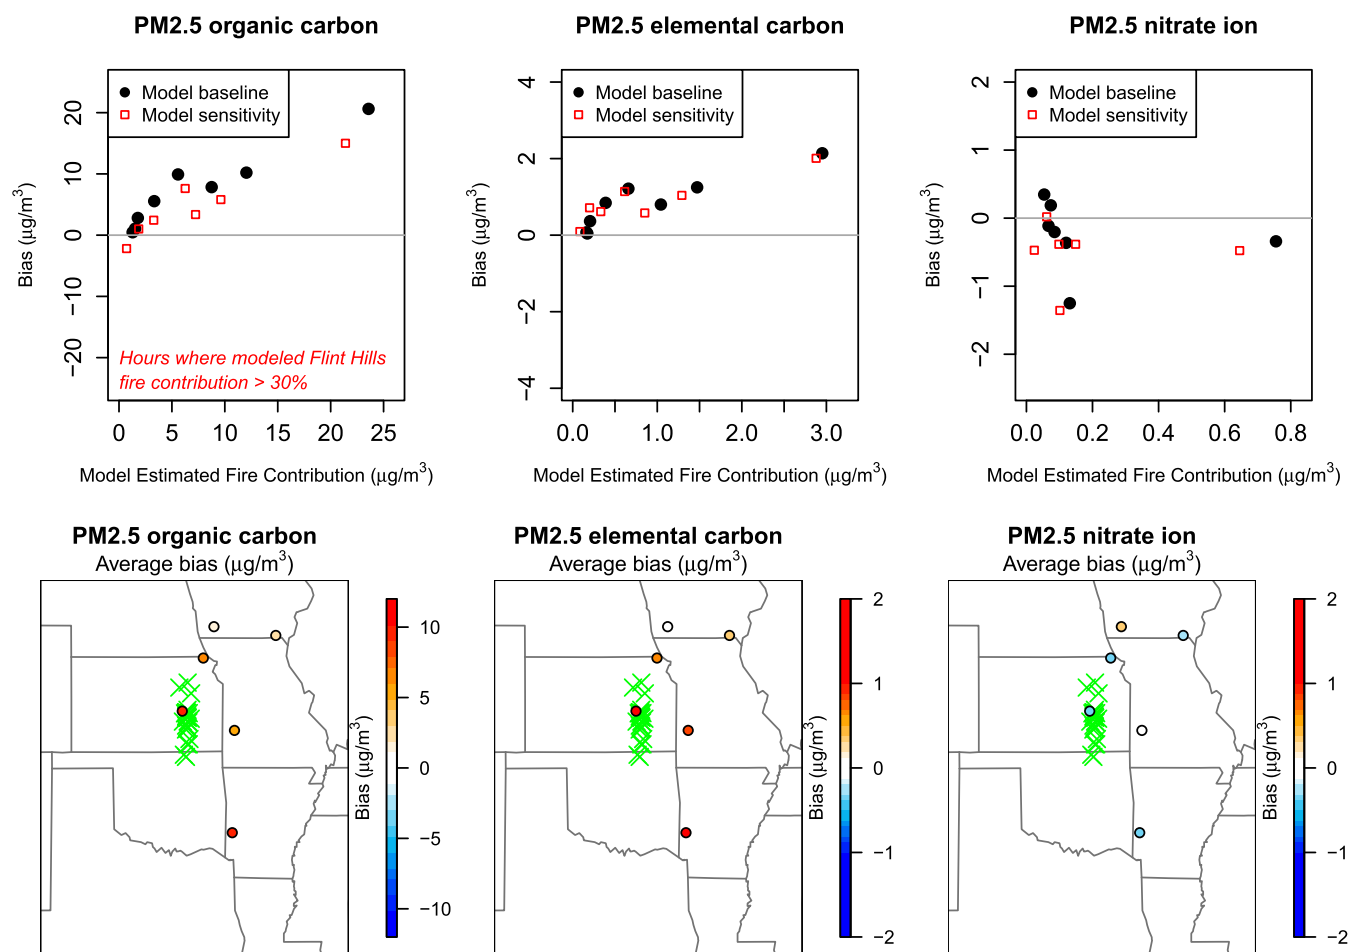 PM2.5 organic carbon
Model baseline
Model sensitivity
Bias (μg/m³)
20
10
0
−10
−20
Hours where modeled Flint Hills
fire contribution > 30%
0 5 10 15 20 25
Model Estimated Fire Contribution (μg/m³)
PM2.5 elemental carbon
Model baseline
Model sensitivity
Bias (μg/m³)
4
2
0
−2
−4
0.0 1.0 2.0 3.0
Model Estimated Fire Contribution (μg/m³)
PM2.5 nitrate ion
Model baseline
Model sensitivity
Bias (μg/m³)
2
1
0
−1
−2
0.0 0.2 0.4 0.6 0.8
Model Estimated Fire Contribution (μg/m³)
PM2.5 organic carbon
Average bias (μg/m³)
Bias (μg/m³)
10
5
0
−5
−10
PM2.5 elemental carbon
Average bias (μg/m³)
Bias (μg/m³)
2
1
0
−1
−2
PM2.5 nitrate ion
Average bias (μg/m³)
Bias (μg/m³)
2
1
0
−1
−2